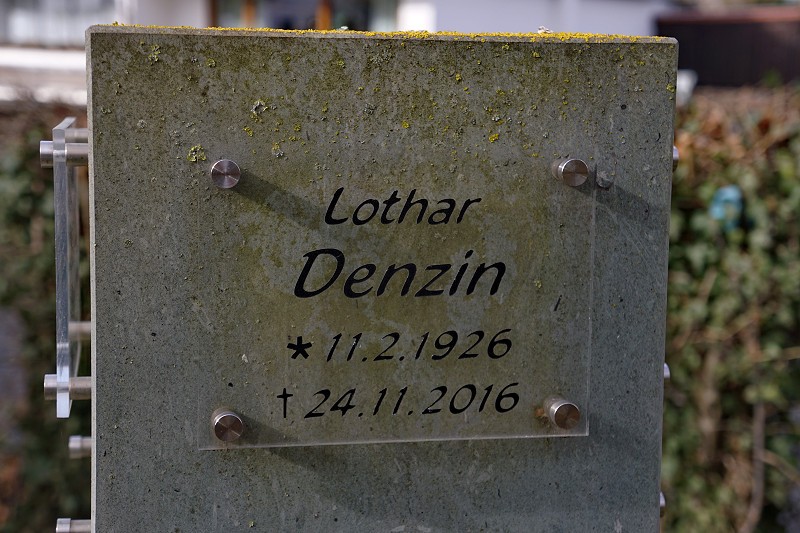 Lothar
Denzin
* 11.2.1926
† 24.11.2016